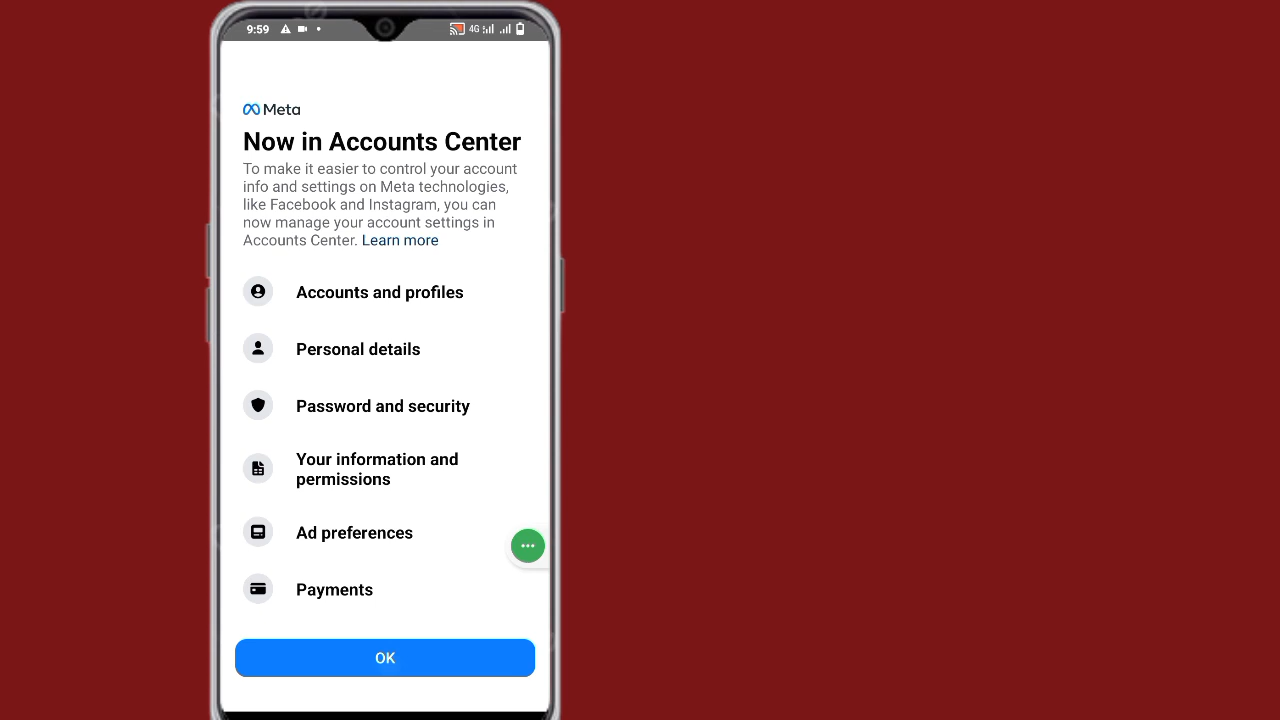 9:59
4G
Meta
Now in Accounts Center
To make it easier to control your account
info and settings on Meta technologies,
like Facebook and Instagram, you can
now manage your account settings in
Accounts Center. Learn more
Accounts and profiles
Personal details
Password and security
Your information and
permissions
Ad preferences
Payments
OK